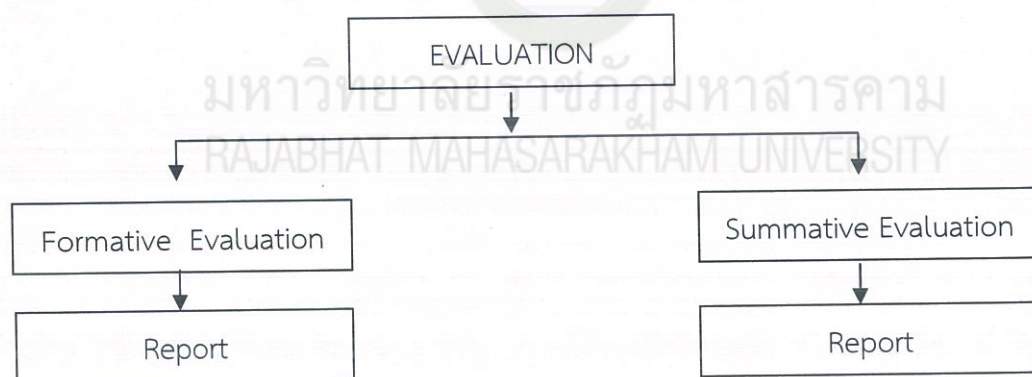 EVALUATION
มหาวิทยาลัยราชภัฏมหาสารคาม
RAJABHAT MAHASARAKHAM UNIVERSITY
Formative Evaluation
Summative Evaluation
Report
Report